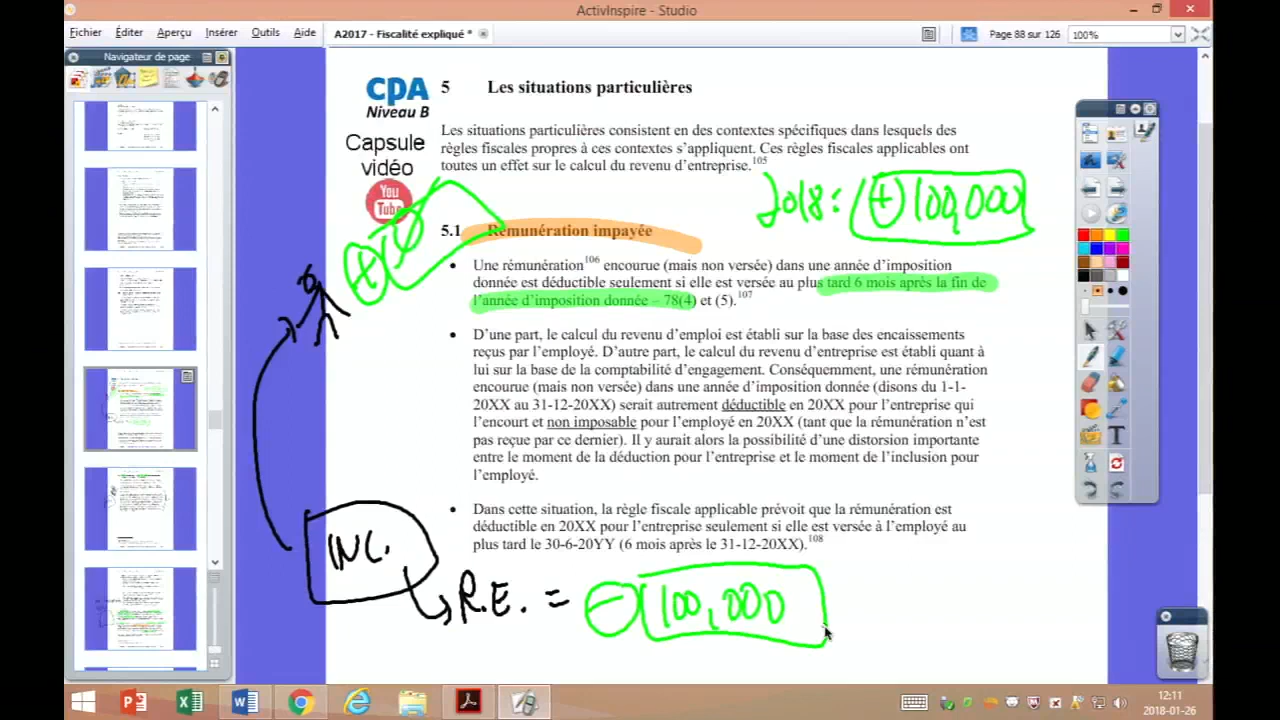 ActivInspire - Studio
Fichier Éditer Aperçu Insérer Outils Aide
A2017 - Fiscalité expliqué *
Page 88 sur 126
100%
Navigateur de page
CPA
Niveau B
Capsule
vidéo
You
Tube
5 Les situations particulières
Les situations particulières consistent en des contextes spécifiques dans lesquels des
règles fiscales propres à ces contextes s'appliquent. Ces règles fiscales applicables ont
toutes un effet sur le calcul du revenu d'entreprise.105
2018: + 100,000
5.1 Rémunération impayée
• Une rémunération106 encourue (mais non versée) dans une année d'imposition
donnée est déductible seulement si elle est versée au plus tard 6 mois après la fin de
l'année d'imposition donnée – 78(4) et (5).107
• D'une part, le calcul du revenu d'emploi est établi sur la base des encaissements
reçus par l'employé. D'autre part, le calcul du revenu d'entreprise est établi quant à
lui sur la base de la comptabilité d'engagement. Conséquemment, une rémunération
encourue (mais non versée) dans une année d'imposition donnée (disons du 1-1-
20XX au 31-12-20XX) serait autrement déductible en 20XX pour l'entreprise qui
l'encourt et non imposable pour l'employé en 20XX (tant que la rémunération n'est
pas reçue par ce dernier). Il y aurait alors la possibilité d'une distorsion importante
entre le moment de la déduction pour l'entreprise et le moment de l'inclusion pour
l'employé.
• Dans cette situation, la règle fiscale applicable prévoit que la rémunération est
déductible en 20XX pour l'entreprise seulement si elle est versée à l'employé au
plus tard le 30-6-20YY (6 mois après le 31-12-20XX).108
INC.
R.E. = - 100,000
12:11
2018-01-26